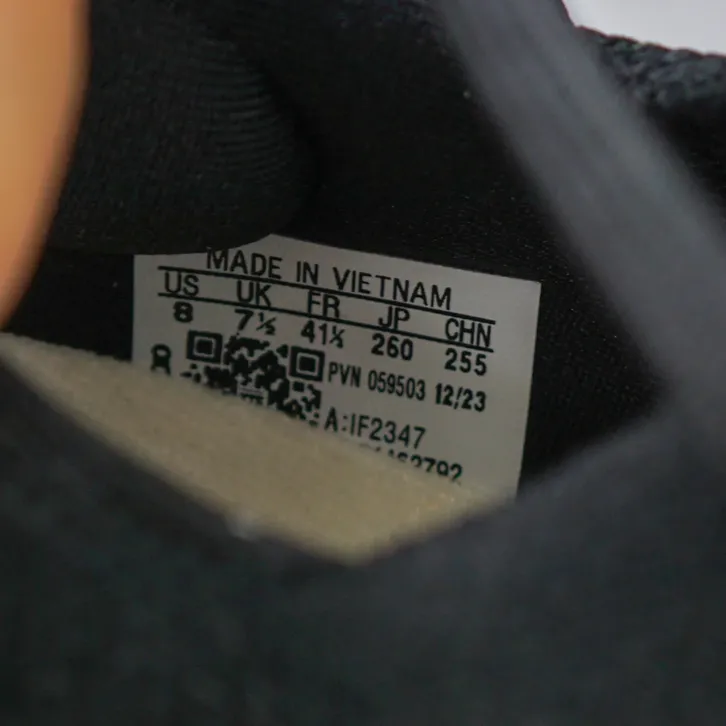 MADE IN VIETNAM
US UK FR JP CHN
8 7½ 41⅓ 260 255
8
PVN 059503 12/23
A:IF2347